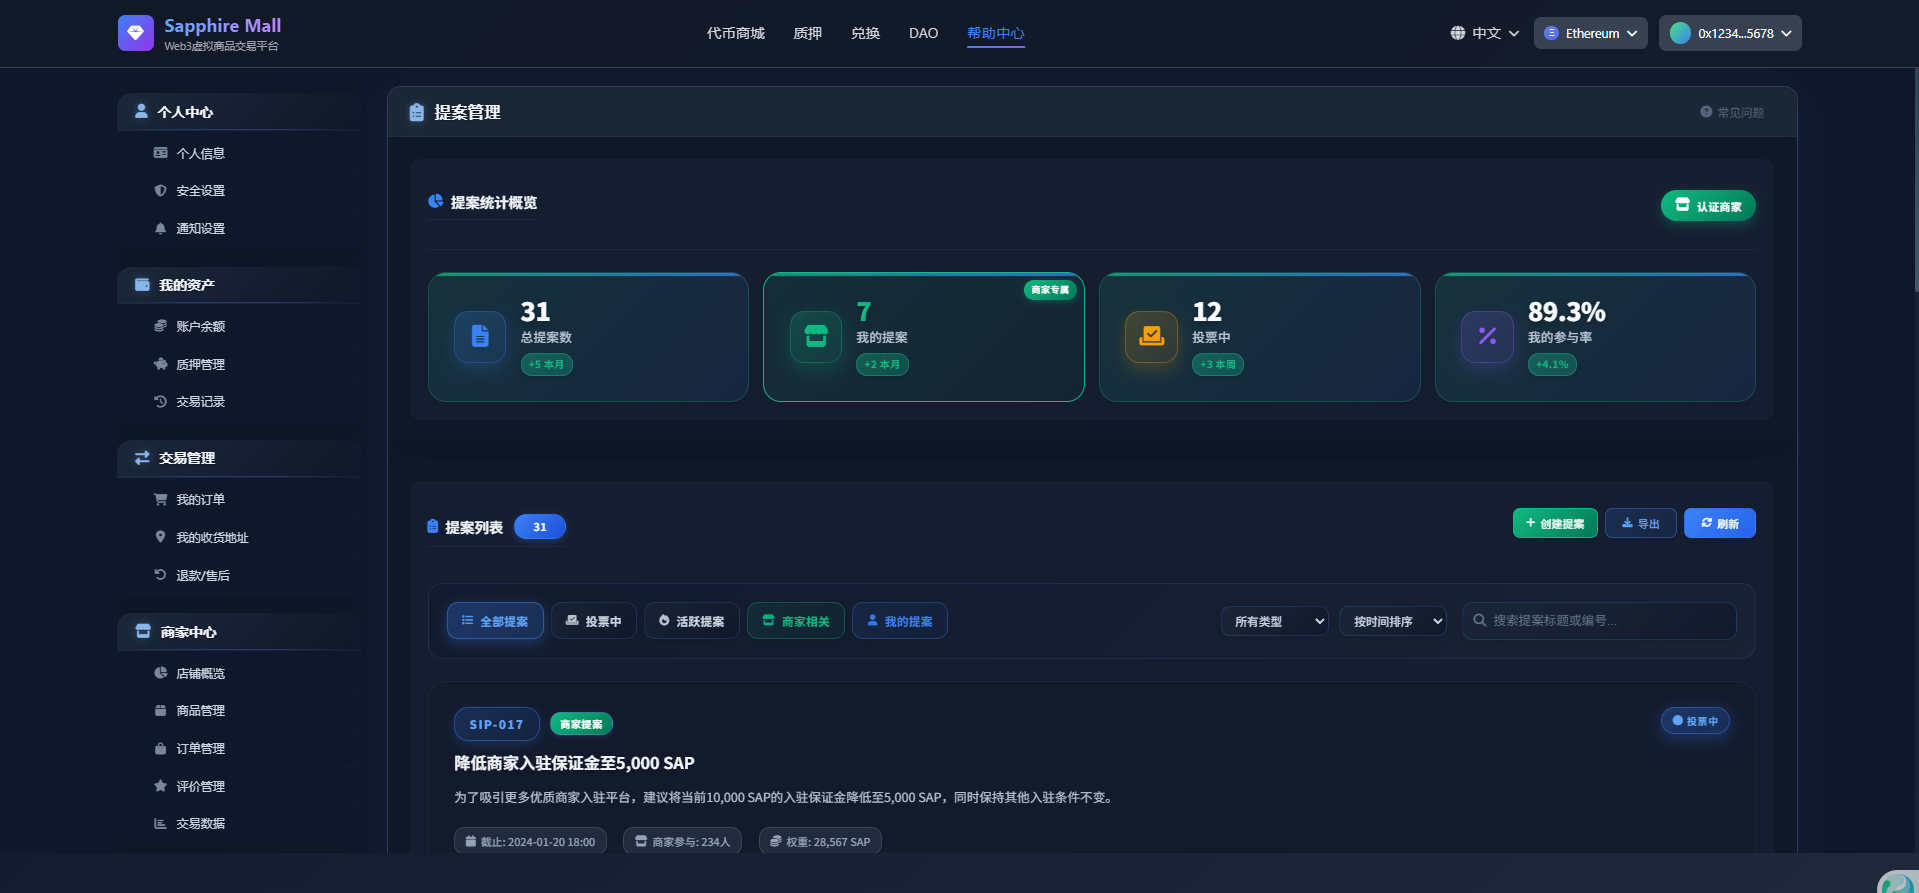 Sapphire Mall
Web3虚拟商品交易平台
代币商城
质押
兑换
DAO
帮助中心
中文
Ethereum
0x1234...5678
个人中心
个人信息
安全设置
通知设置
我的资产
账户余额
质押管理
交易记录
交易管理
我的订单
我的收货地址
退款/售后
商家中心
店铺概览
商品管理
订单管理
评价管理
交易数据
提案管理
常见问题
提案统计概览
认证商家
31
总提案数
+5 本月
商家专属
7
我的提案
+2 本月
12
投票中
+3 本周
89.3%
我的参与率
+4.1%
提案列表
31
创建提案
导出
刷新
全部提案
投票中
活跃提案
商家相关
我的提案
所有类型
按时间排序
搜索提案标题或编号...
SIP-017
商家提案
投票中
降低商家入驻保证金至5,000 SAP
为了吸引更多优质商家入驻平台，建议将当前10,000 SAP的入驻保证金降低至5,000 SAP，同时保持其他入驻条件不变。
截止: 2024-01-20 18:00
商家参与: 234人
权重: 28,567 SAP